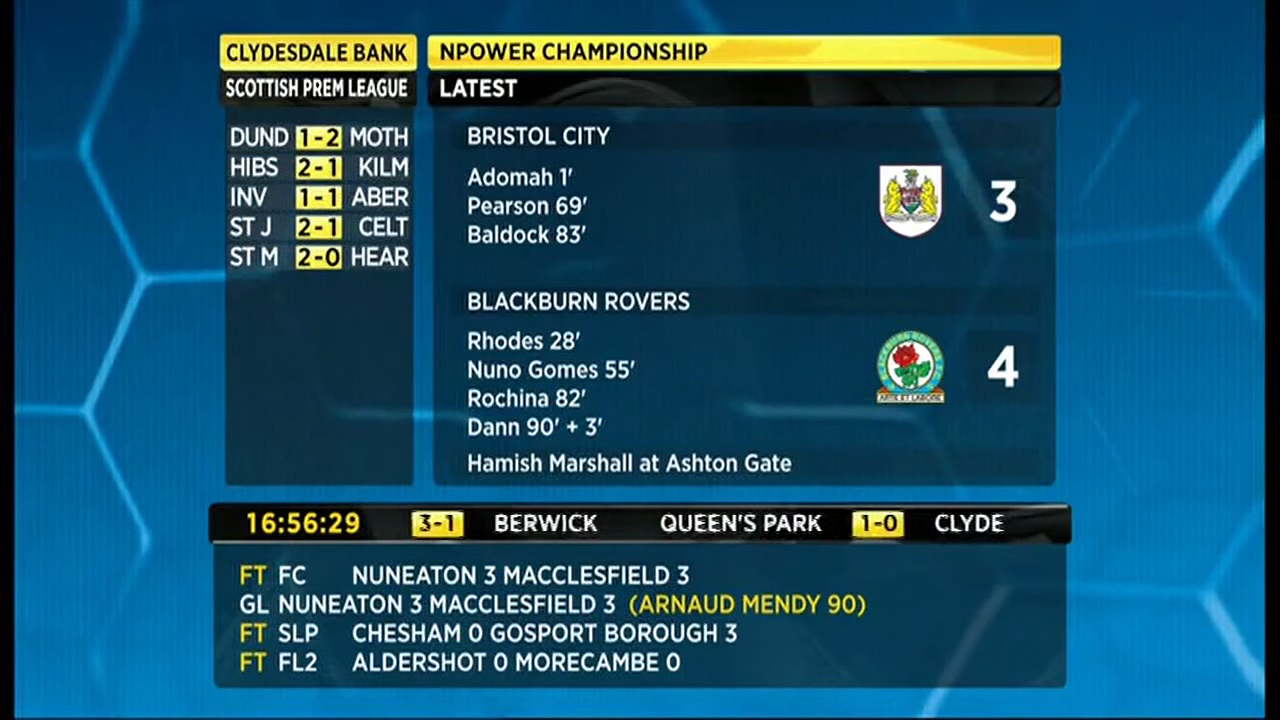 CLYDESDALE BANK
SCOTTISH PREM LEAGUE
DUND 1-2 MOTH
HIBS 2-1 KILM
INV 1-1 ABER
ST J 2-1 CELT
ST M 2-0 HEAR
NPOWER CHAMPIONSHIP
LATEST
BRISTOL CITY
Adomah 1'
Pearson 69'
Baldock 83'
3
BLACKBURN ROVERS
Rhodes 28'
Nuno Gomes 55'
Rochina 82'
Dann 90' + 3'
4
Hamish Marshall at Ashton Gate
16:56:29 3-1 BERWICK QUEEN'S PARK 1-0 CLYDE
FT FC NUNEATON 3 MACCLESFIELD 3
GL NUNEATON 3 MACCLESFIELD 3 (ARNAUD MENDY 90)
FT SLP CHESHAM 0 GOSPORT BOROUGH 3
FT FL2 ALDERSHOT 0 MORECAMBE 0